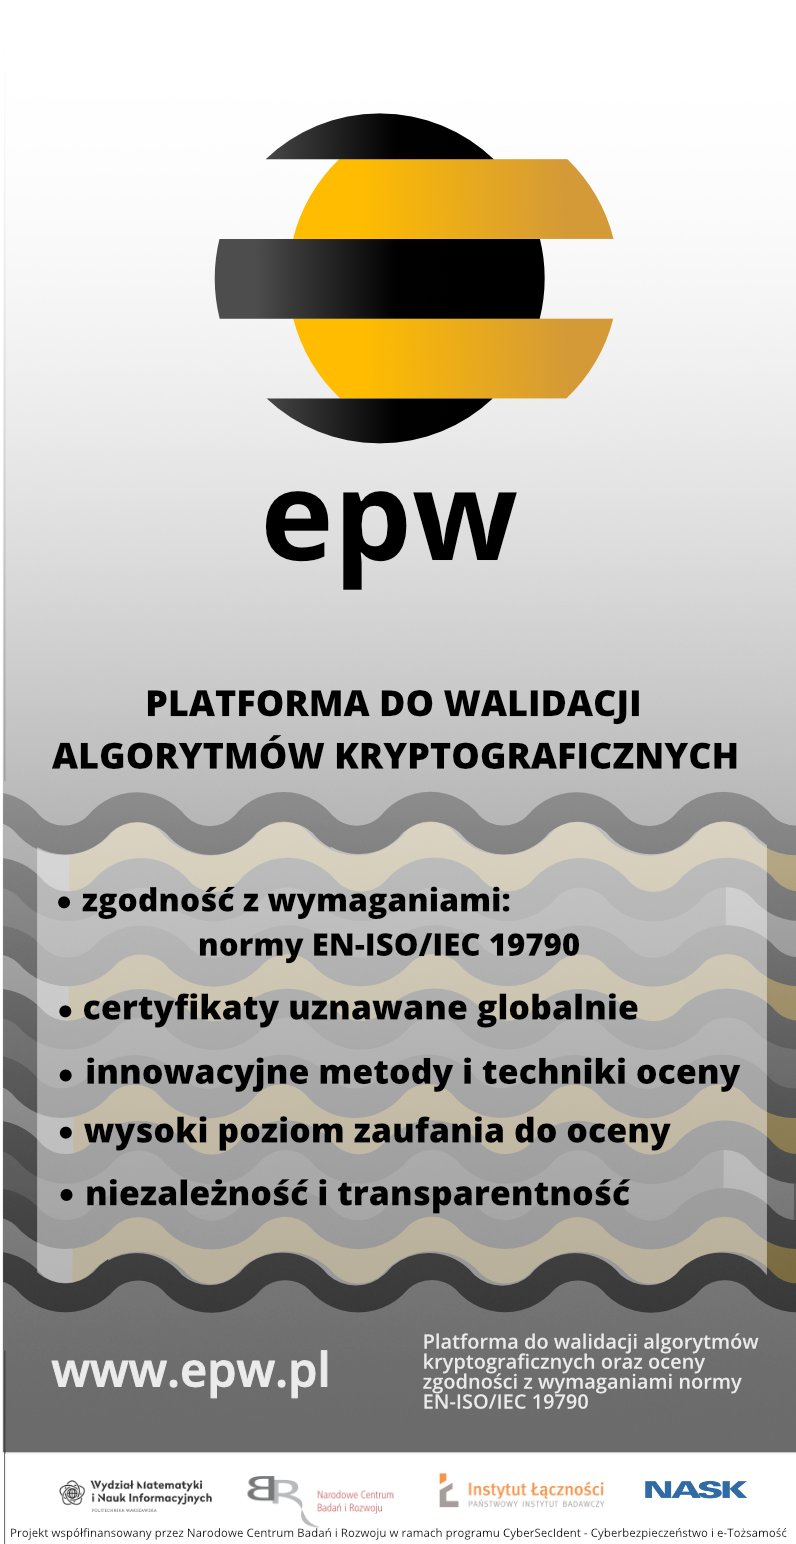 epw
PLATFORMA DO WALIDACJI
ALGORYTMÓW KRYPTOGRAFICZNYCH
• zgodność z wymaganiami:
normy EN-ISO/IEC 19790
• certyfikaty uznawane globalnie
• innowacyjne metody i techniki oceny
• wysoki poziom zaufania do oceny
• niezależność i transparentność
www.epw.pl
Platforma do walidacji algorytmów
kryptograficznych oraz oceny
zgodności z wymaganiami normy
EN-ISO/IEC 19790
Wydział Matematyki
i Nauk Informacyjnych
POLITECHNIKA WARSZAWSKA
BR
Narodowe Centrum
Badań i Rozwoju
Instytut Łączności
PAŃSTWOWY INSTYTUT BADAWCZY
NASK
Projekt współfinansowany przez Narodowe Centrum Badań i Rozwoju w ramach programu CyberSecIdent - Cyberbezpieczeństwo i e-Tożsamość